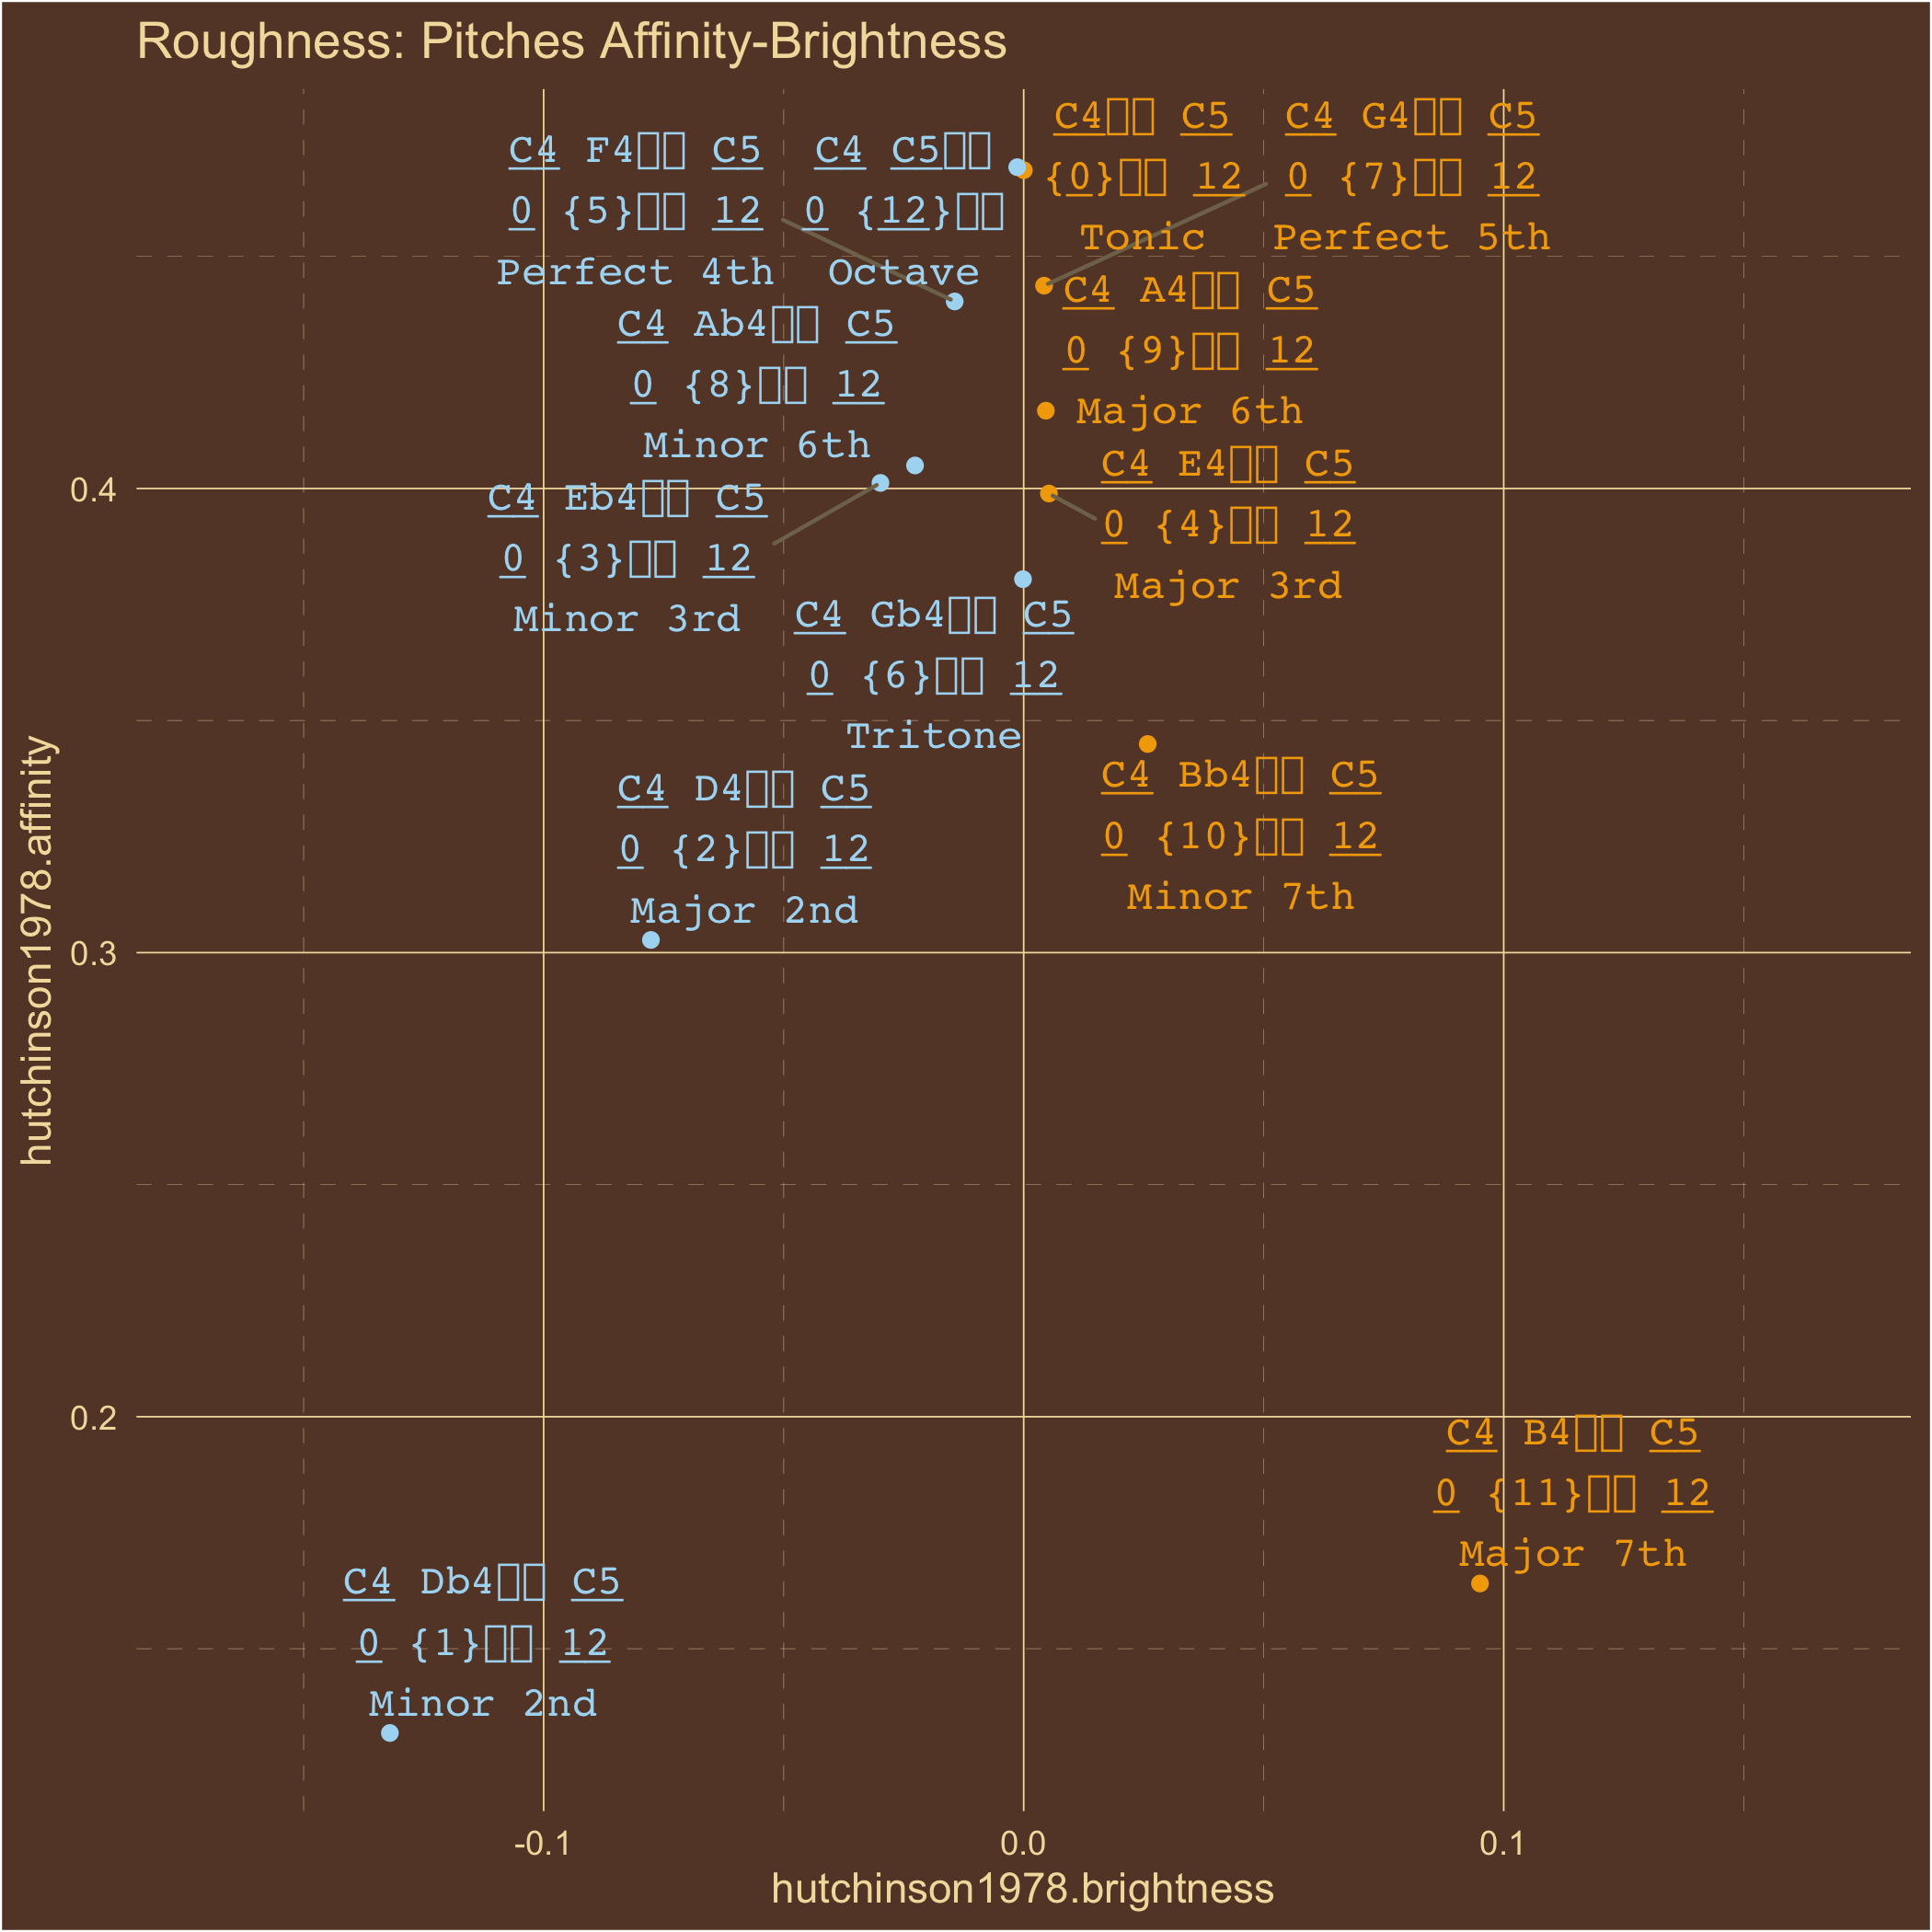 Roughness: Pitches Affinity-Brightness
C4 F4▯▯ C5
0 {5}▯▯ 12
Perfect 4th
C4 C5▯▯
0 {12}▯▯
Octave
C4▯▯ C5
{0}▯▯ 12
Tonic
C4 G4▯▯ C5
0 {7}▯▯ 12
Perfect 5th
C4 Ab4▯▯ C5
0 {8}▯▯ 12
Minor 6th
C4 A4▯▯ C5
0 {9}▯▯ 12
Major 6th
C4 Eb4▯▯ C5
0 {3}▯▯ 12
Minor 3rd
C4 E4▯▯ C5
0 {4}▯▯ 12
Major 3rd
C4 Gb4▯▯ C5
0 {6}▯▯ 12
Tritone
C4 D4▯▯ C5
0 {2}▯▯ 12
Major 2nd
C4 Bb4▯▯ C5
0 {10}▯▯ 12
Minor 7th
C4 B4▯▯ C5
0 {11}▯▯ 12
Major 7th
C4 Db4▯▯ C5
0 {1}▯▯ 12
Minor 2nd
0.4
0.3
0.2
hutchinson1978.affinity
-0.1
0.0
0.1
hutchinson1978.brightness